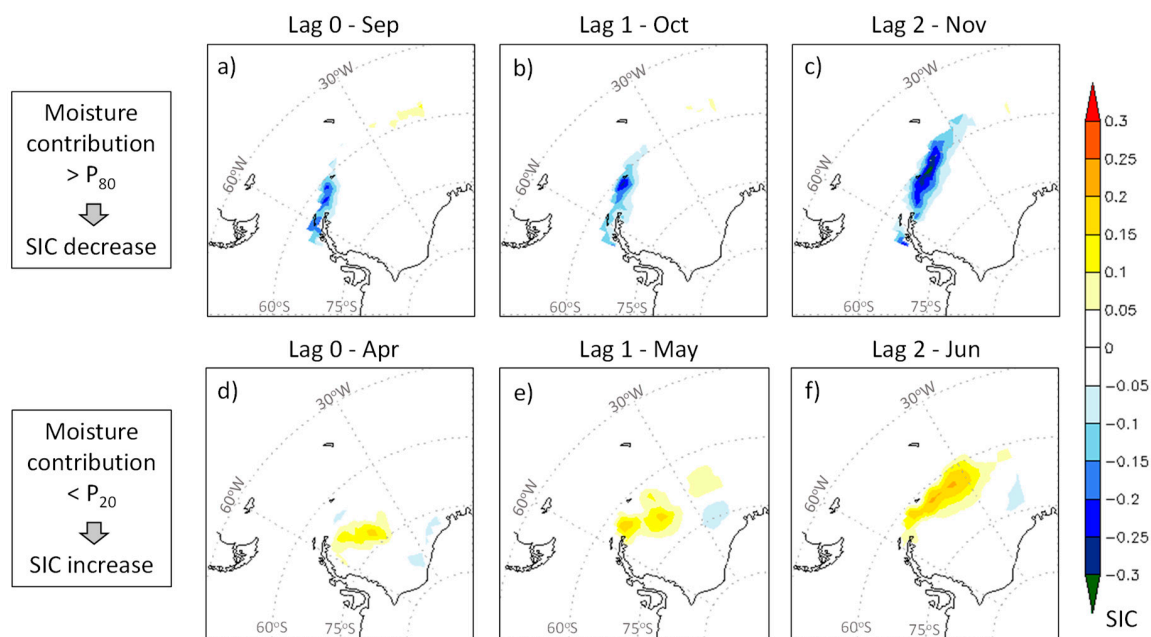 Lag 0 - Sep
Lag 1 - Oct
Lag 2 - Nov
Moisture
contribution
> P80
SIC decrease
a)
30°W
60°W
60°S
75°S
b)
30°W
60°W
60°S
75°S
c)
30°W
60°W
60°S
75°S
Lag 0 - Apr
Lag 1 - May
Lag 2 - Jun
Moisture
contribution
< P20
SIC increase
d)
30°W
60°W
60°S
75°S
e)
30°W
60°W
60°S
75°S
f)
30°W
60°W
60°S
75°S
0.3
0.25
0.2
0.15
0.1
0.05
0
-0.05
-0.1
-0.15
-0.2
-0.25
-0.3
SIC